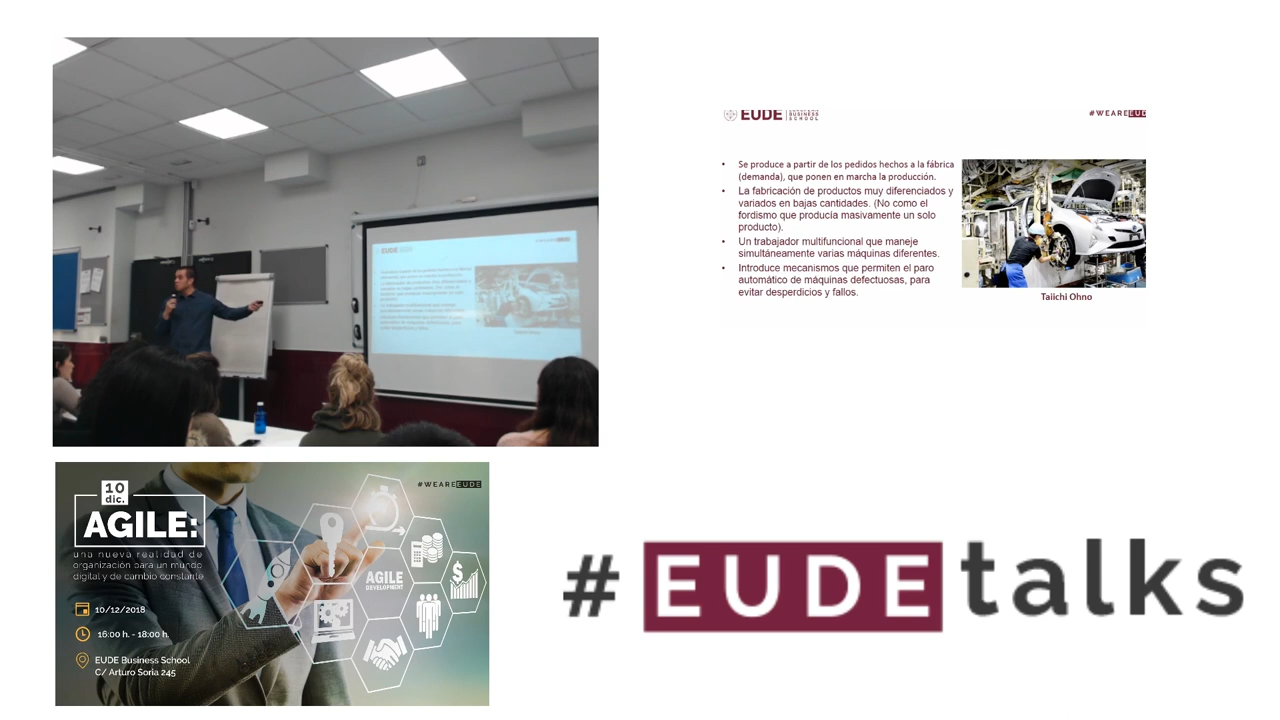 EUDE BUSINESS SCHOOL
#WEAREEUD
• Se produce a partir de los pedidos hechos a la fábrica
(demanda), que ponen en marcha la producción.
• La fabricación de productos muy diferenciados y
variados en bajas cantidades. (No como el
fordismo que producía masivamente un solo
producto).
• Un trabajador multifuncional que maneje
simultáneamente varias máquinas diferentes.
• Introduce mecanismos que permiten el paro
automático de máquinas defectuosas, para
evitar desperdicios y fallos.
Taiichi Ohno
10
dic.
AGILE:
una nueva realidad de
organización para un mundo
digital y de cambio constante
10/12/2018
16:00 h. - 18:00 h.
EUDE Business School
C/ Arturo Soria 245
#WEAREEUDE
AGILE
DEVELOPMENT
#EUDEtalks